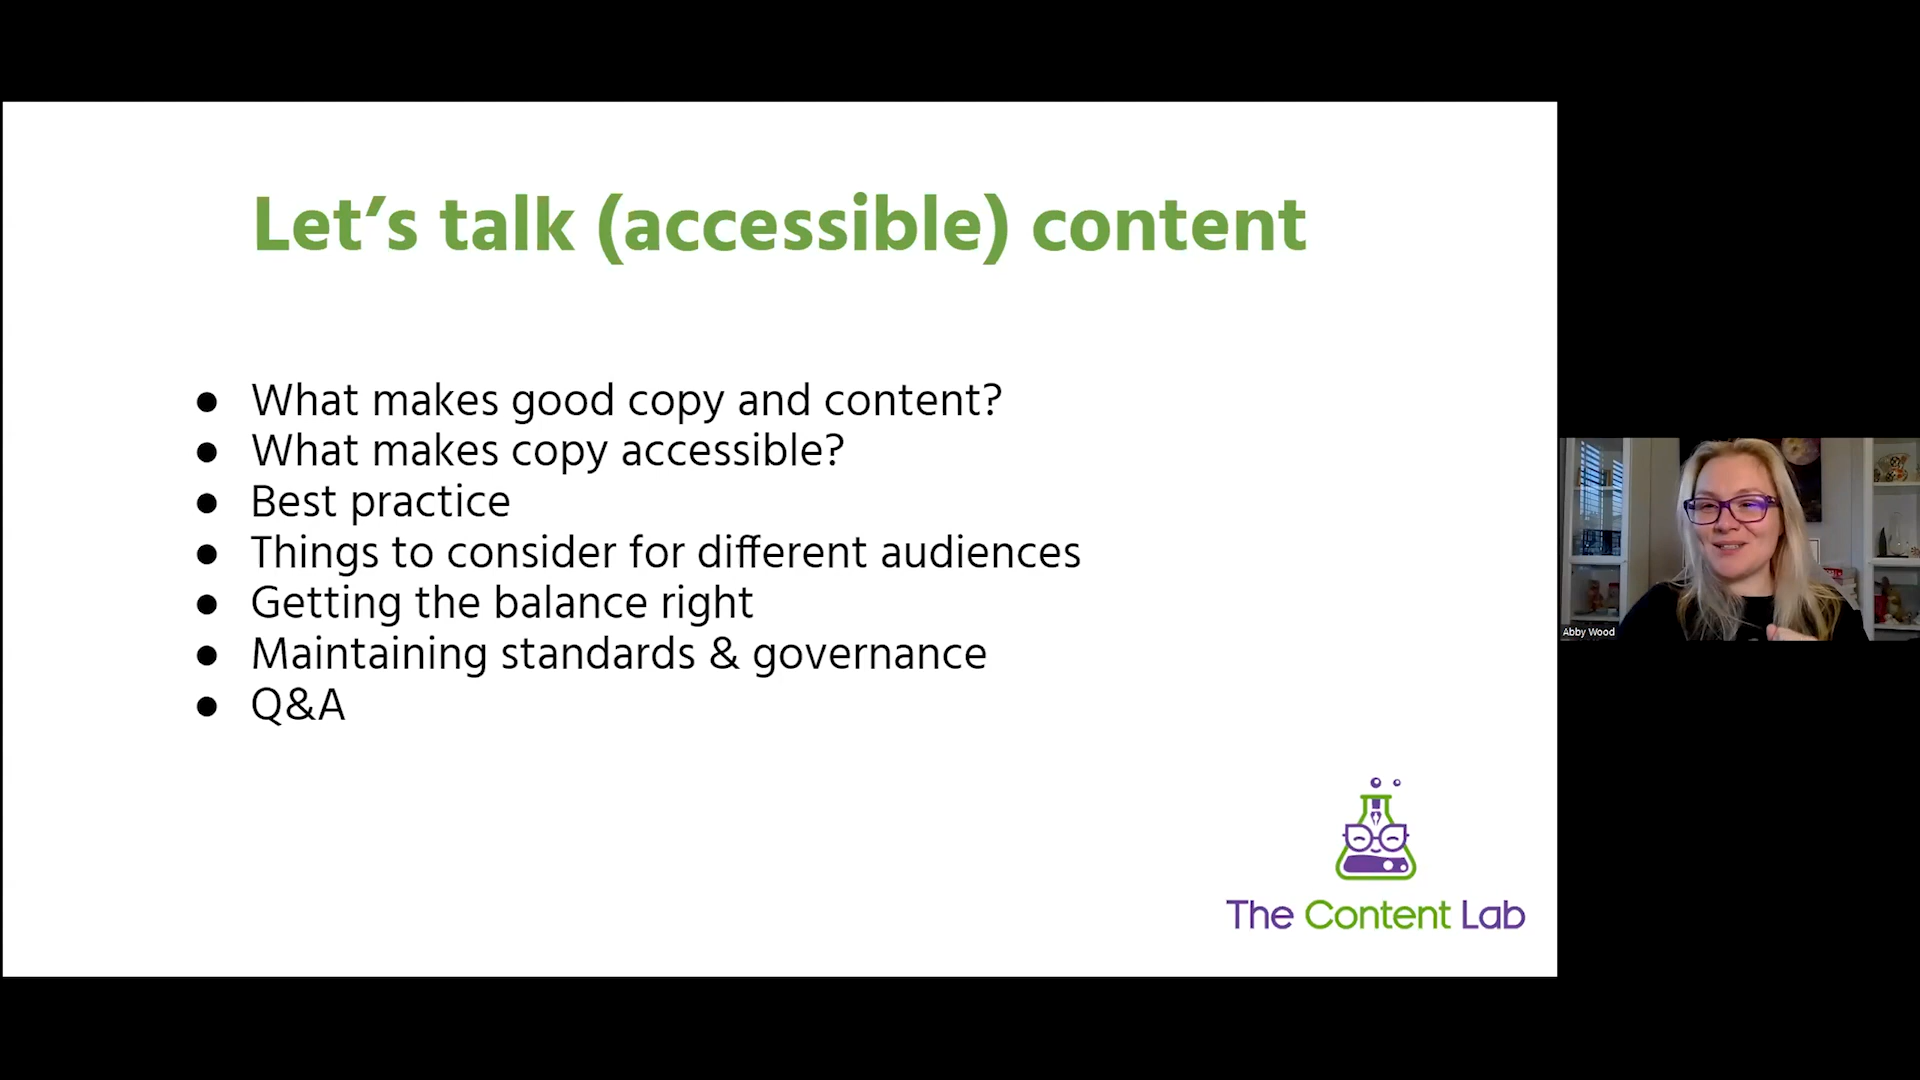 Let’s talk (accessible) content
● What makes good copy and content?
● What makes copy accessible?
● Best practice
● Things to consider for different audiences
● Getting the balance right
● Maintaining standards & governance
● Q&A
The Content Lab
Abby Wood